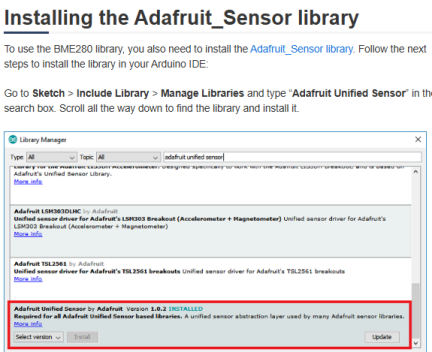 Installing the Adafruit_Sensor library
To use the BME280 library, you also need to install the Adafruit_Sensor library. Follow the next
steps to install the library in your Arduino IDE:
Go to Sketch > Include Library > Manage Libraries and type “Adafruit Unified Sensor” in the
search box. Scroll all the way down to find the library and install it.
Library Manager
Type All Topic All adafruit unified sensor
Adafruit's Unified Sensor Library.
More info
Adafruit LSM303DLHC by Adafruit
Unified sensor driver for Adafruit's LSM303 Breakout (Accelerometer + Magnetometer) Unified sensor driver for Adafruit's
LSM303 Breakout (Accelerometer + Magnetometer)
More info
Adafruit TSL2561 by Adafruit
Unified sensor driver for Adafruit's TSL2561 breakouts Unified sensor driver for Adafruit's TSL2561 breakouts
More info
Adafruit Unified Sensor by Adafruit Version 1.0.2 INSTALLED
Required for all Adafruit Unified Sensor based libraries. A unified sensor abstraction layer used by many Adafruit sensor libraries.
More info
Select version Install Update